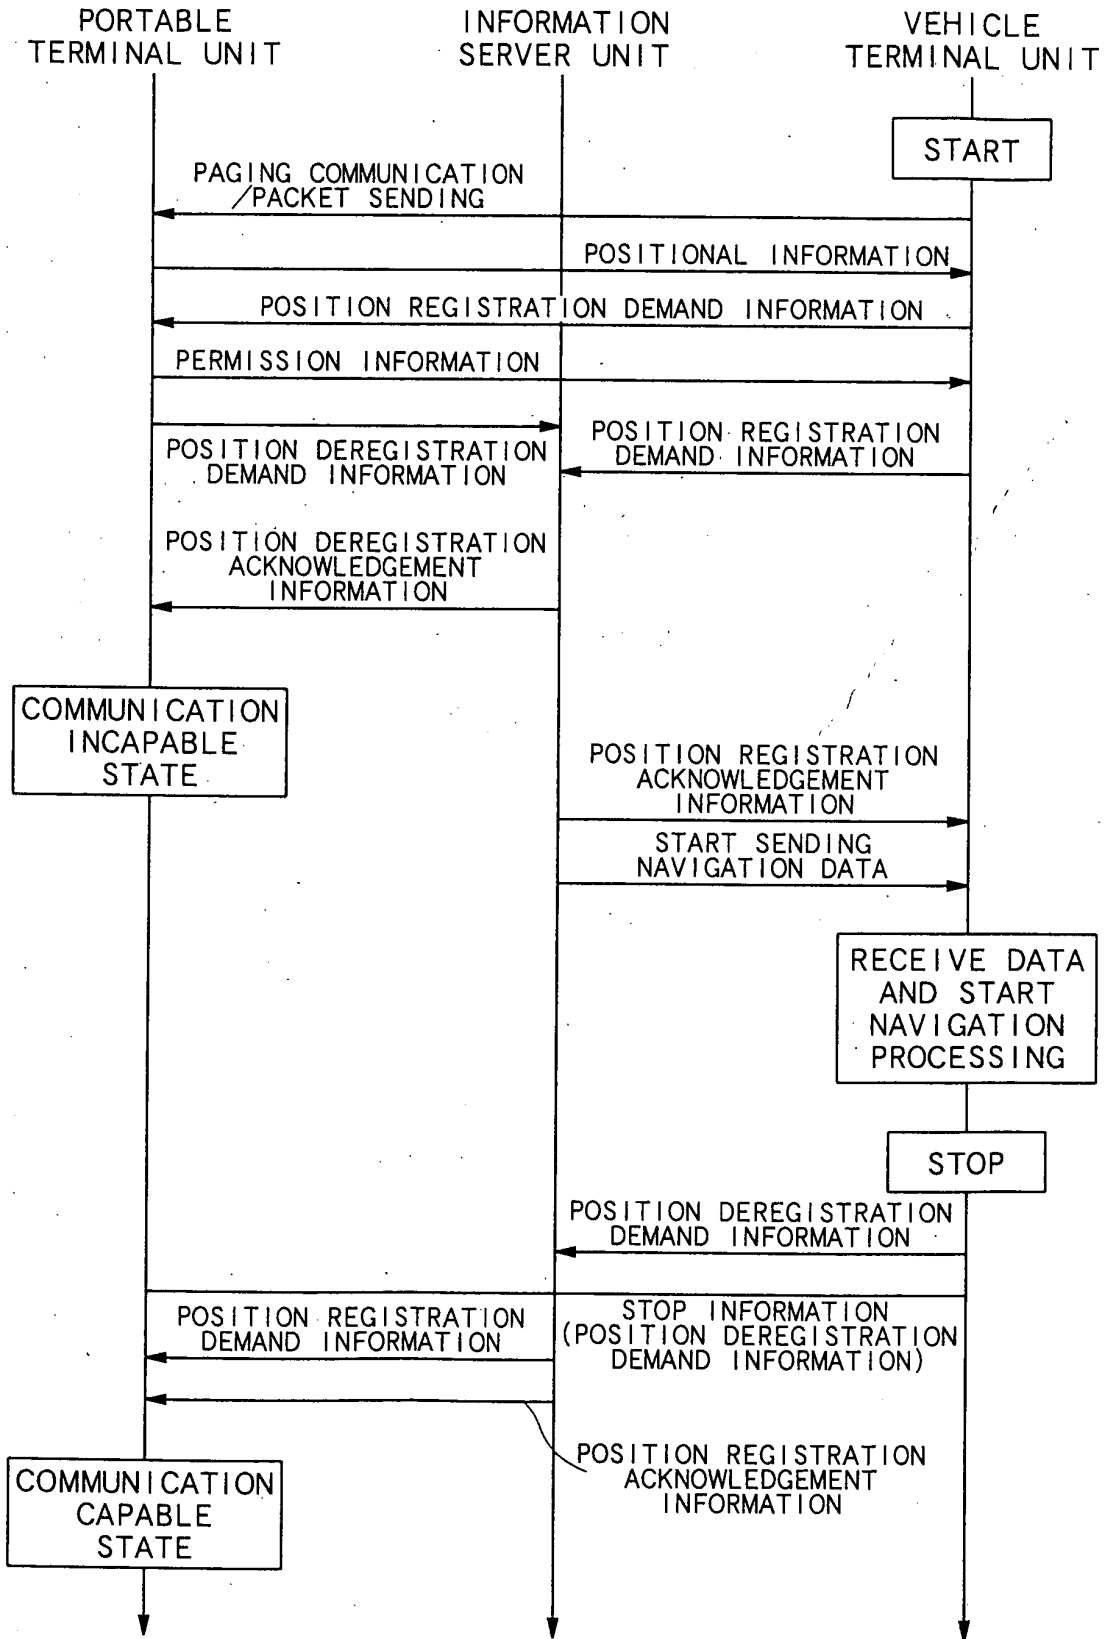 PORTABLE
TERMINAL UNIT
INFORMATION
SERVER UNIT
VEHICLE
TERMINAL UNIT
START
PAGING COMMUNICATION
/PACKET SENDING
POSITIONAL INFORMATION
POSITION REGISTRATION DEMAND INFORMATION
PERMISSION INFORMATION
POSITION DEREGISTRATION
DEMAND INFORMATION
POSITION REGISTRATION
DEMAND INFORMATION
POSITION DEREGISTRATION
ACKNOWLEDGEMENT
INFORMATION
COMMUNICATION
INCAPABLE
STATE
POSITION REGISTRATION
ACKNOWLEDGEMENT
INFORMATION
START SENDING
NAVIGATION DATA
RECEIVE DATA
AND START
NAVIGATION
PROCESSING
STOP
POSITION DEREGISTRATION
DEMAND INFORMATION
POSITION REGISTRATION
DEMAND INFORMATION
STOP INFORMATION
(POSITION DEREGISTRATION
DEMAND INFORMATION)
POSITION REGISTRATION
ACKNOWLEDGEMENT
INFORMATION
COMMUNICATION
CAPABLE
STATE